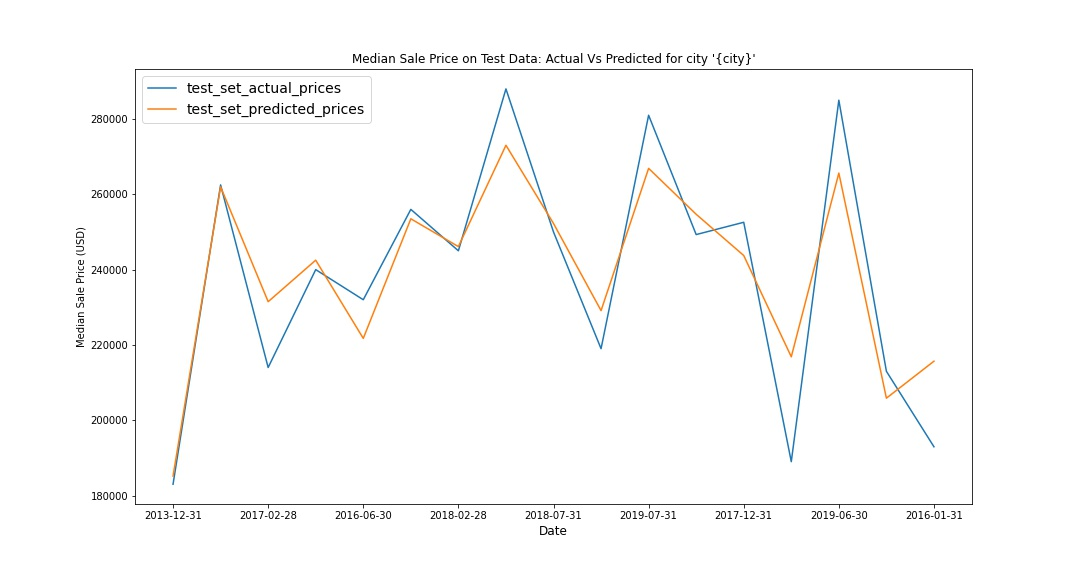 Median Sale Price on Test Data: Actual Vs Predicted for city '{city}'
test_set_actual_prices
test_set_predicted_prices
280000
260000
240000
220000
200000
180000
Median Sale Price (USD)
2013-12-31 2017-02-28 2016-06-30 2018-02-28 2018-07-31 2019-07-31 2017-12-31 2019-06-30 2016-01-31
Date